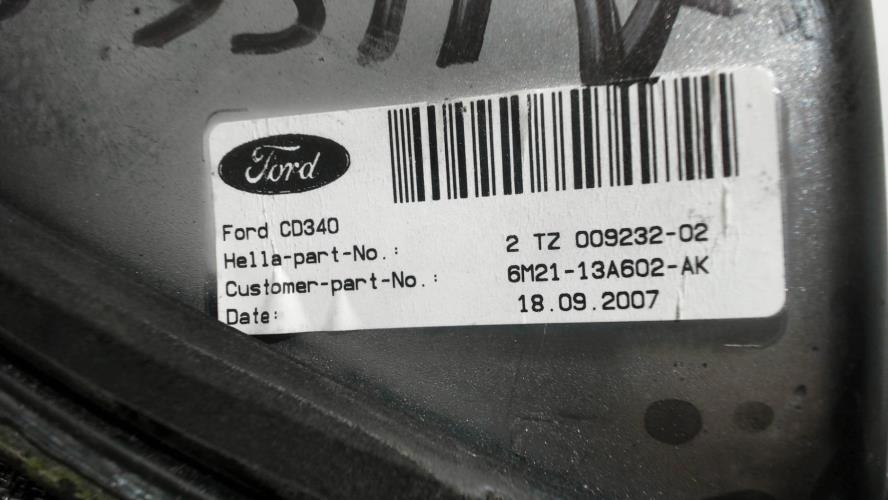 Ford
Ford CD340
Hella-part-No.: 2 TZ 009232-02
Customer-part-No.: 6M21-13A602-AK
Date: 18.09.2007